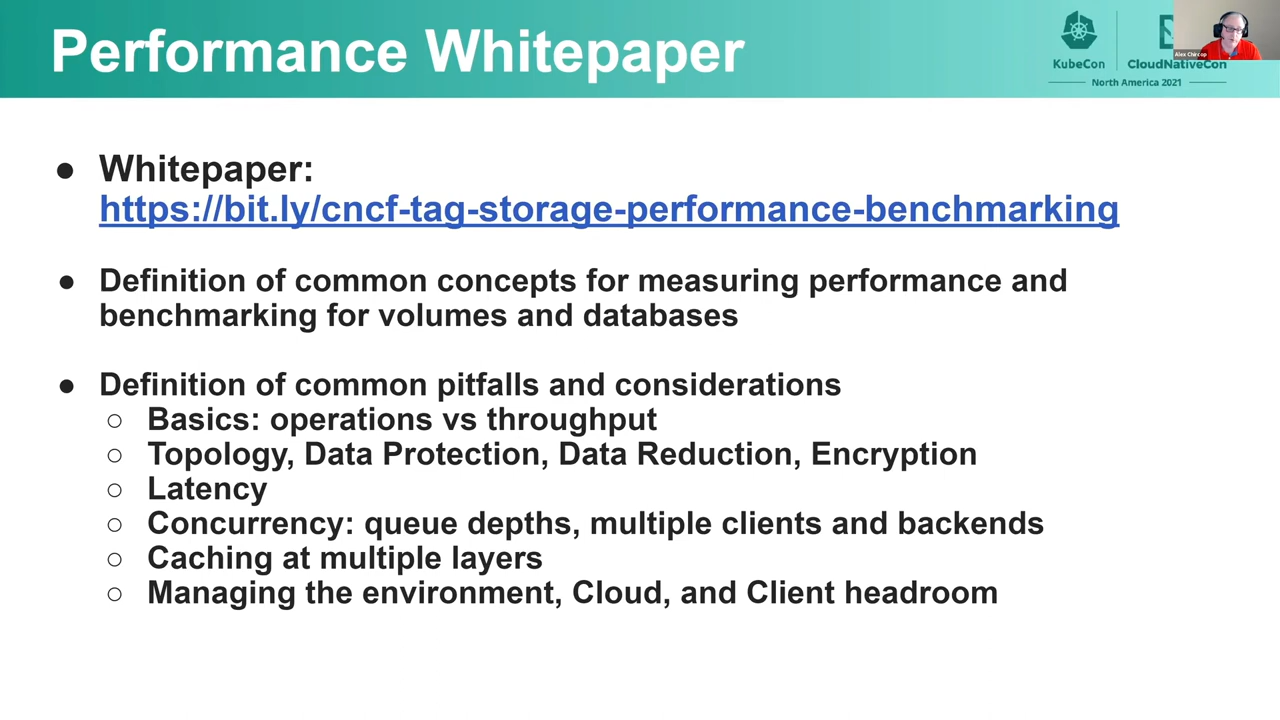 Performance Whitepaper
KubeCon
CloudNativeCon
North America 2021
Alex Chircop
● Whitepaper:
https://bit.ly/cncf-tag-storage-performance-benchmarking
● Definition of common concepts for measuring performance and
benchmarking for volumes and databases
● Definition of common pitfalls and considerations
○ Basics: operations vs throughput
○ Topology, Data Protection, Data Reduction, Encryption
○ Latency
○ Concurrency: queue depths, multiple clients and backends
○ Caching at multiple layers
○ Managing the environment, Cloud, and Client headroom